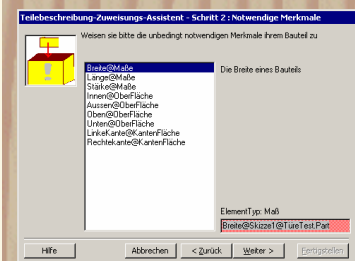 Teilebeschreibung-Zuweisungs-Assistent - Schritt 2 : Notwendige Merkmale
Weisen sie bitte die unbedingt notwendigen Merkmale ihrem Bauteil zu
Breite@Maße
Länge@Maße
Stärke@Maße
Innen@OberFläche
Aussen@OberFläche
Oben@OberFläche
Unten@OberFläche
LinkeKante@KantenFläche
Rechtekante@KantenFläche
Die Breite eines Bauteils
ElementTyp: Maß
Breite@Skizze1@TüreTest.Part
Hilfe
Abbrechen
< Zurück
Weiter >
Fertigstellen